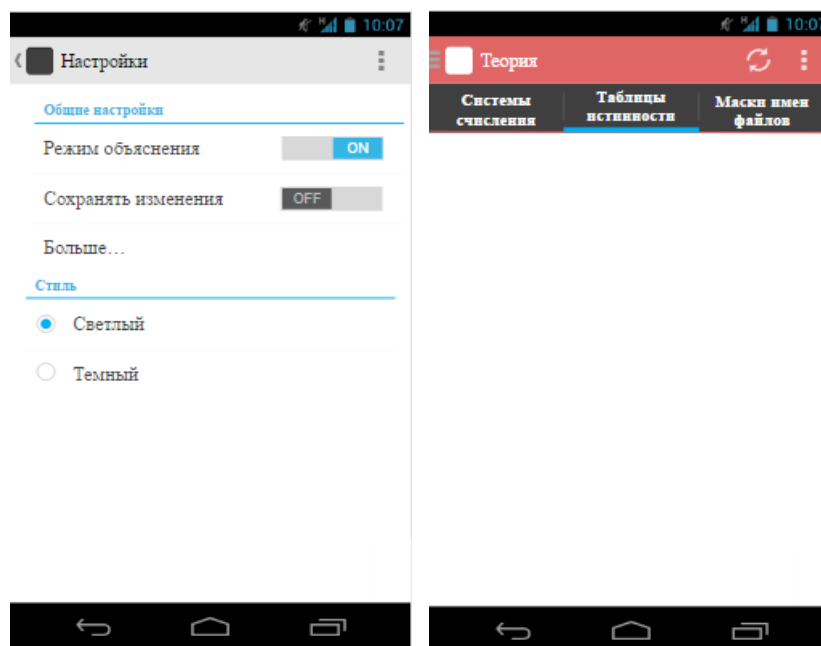 10:07
Настройки
Общие настройки
Режим объяснения
ON
Сохранять изменения
OFF
Больше...
Стиль
Светлый
Темный
H
10:07
Теория
Системы
счисления
Таблицы
истинности
Маски имен
файлов